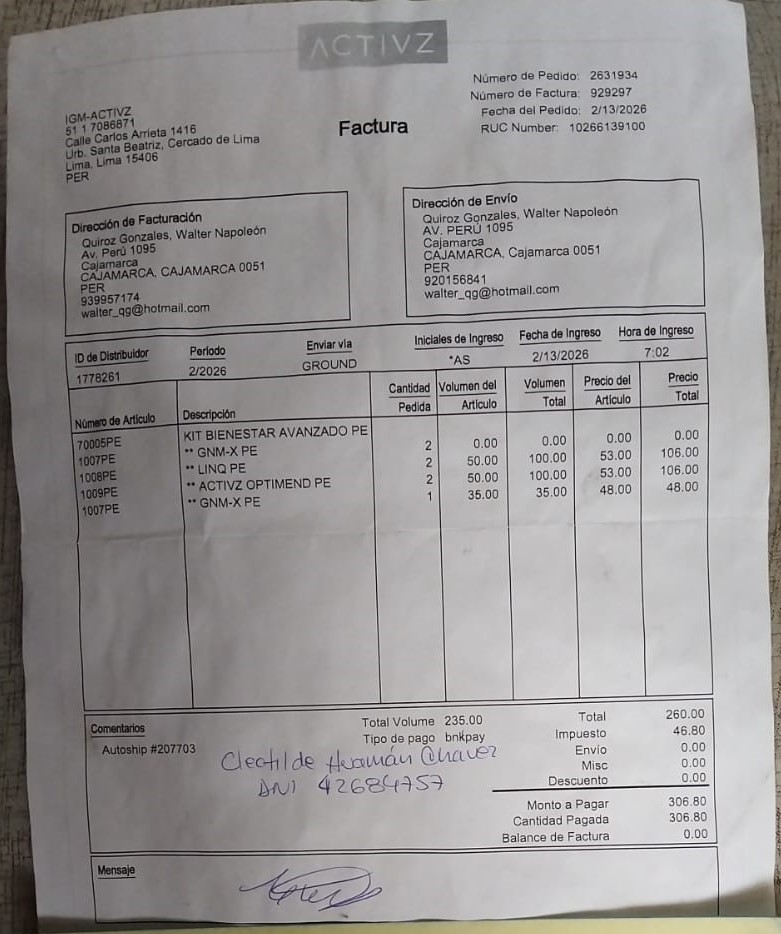 ACTIVZ
Número de Pedido: 2631934
Número de Factura: 929297
Fecha del Pedido: 2/13/2026
RUC Number: 10266139100
IGM-ACTIVZ
51 1 7086871
Calle Carlos Arrieta 1416
Urb. Santa Beatriz, Cercado de Lima
Lima, Lima 15406
PER
Factura
Dirección de Facturación
Quiroz Gonzales, Walter Napoleón
Av. Perú 1095
Cajamarca
CAJAMARCA, CAJAMARCA 0051
PER
939957174
walter_qg@hotmail.com
Dirección de Envío
Quiroz Gonzales, Walter Napoleón
AV. PERÚ 1095
Cajamarca
CAJAMARCA, Cajamarca 0051
PER
920156841
walter_qg@hotmail.com
ID de Distribuidor Periodo Enviar vía Iniciales de Ingreso Fecha de Ingreso Hora de Ingreso
1778261 2/2026 GROUND *AS 2/13/2026 7:02
Número de Artículo Descripción Cantidad Pedida Volumen del Artículo Volumen Total Precio del Artículo Precio Total
70005PE KIT BIENESTAR AVANZADO PE
1007PE ** GNM-X PE 2 0.00 0.00 0.00 0.00
1008PE ** LINQ PE 2 50.00 100.00 53.00 106.00
1009PE ** ACTIVZ OPTIMEND PE 2 50.00 100.00 53.00 106.00
1007PE ** GNM-X PE 1 35.00 35.00 48.00 48.00
Comentarios
Autoship #207703
Total Volume 235.00
Tipo de pago bnkpay
Cleotilde Huamán Chavez
DNI 42684757
Total 260.00
Impuesto 46.80
Envío 0.00
Misc 0.00
Descuento 0.00
Monto a Pagar 306.80
Cantidad Pagada 306.80
Balance de Factura 0.00
Mensaje